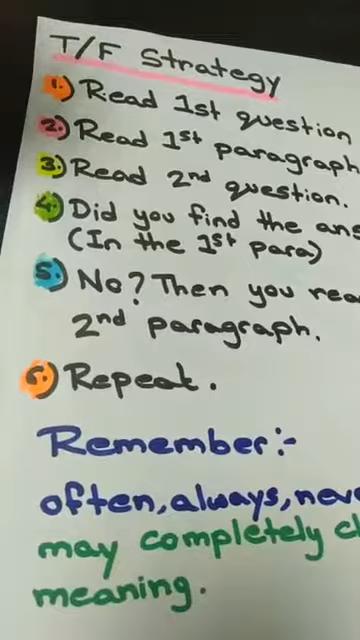 T/F Strategy
1.) Read 1st question
2.) Read 1st paragraph
3.) Read 2nd question.
4.) Did you find the
(In the 1st para)
5.) No? Then you
2nd paragraph.
6.) Repeat.
Remember:-
often, always,
may completely
meaning.